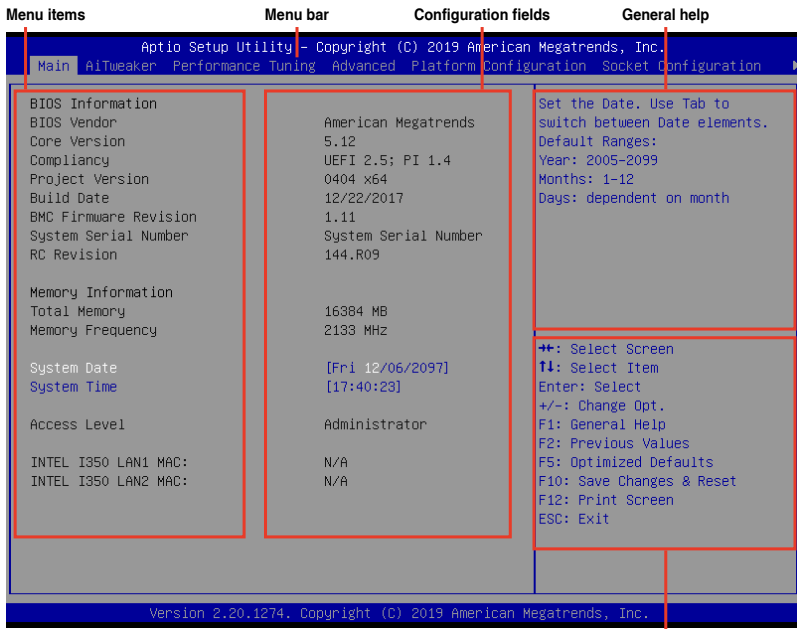 Menu items Menu bar Configuration fields General help
Aptio Setup Utility – Copyright (C) 2019 American Megatrends, Inc.
Main AiTweaker Performance Tuning Advanced Platform Configuration Socket Configuration
BIOS Information
BIOS Vendor American Megatrends
Core Version 5.12
Compliancy UEFI 2.5; PI 1.4
Project Version 0404 x64
Build Date 12/22/2017
BMC Firmware Revision 1.11
System Serial Number System Serial Number
RC Revision 144.R09
Memory Information
Total Memory 16384 MB
Memory Frequency 2133 MHz
System Date [Fri 12/06/2097]
System Time [17:40:23]
Access Level Administrator
INTEL I350 LAN1 MAC: N/A
INTEL I350 LAN2 MAC: N/A
Set the Date. Use Tab to
switch between Date elements.
Default Ranges:
Year: 2005-2099
Months: 1-12
Days: dependent on month
→←: Select Screen
↑↓: Select Item
Enter: Select
+/-: Change Opt.
F1: General Help
F2: Previous Values
F5: Optimized Defaults
F10: Save Changes & Reset
F12: Print Screen
ESC: Exit
Version 2.20.1274. Copyright (C) 2019 American Megatrends, Inc.